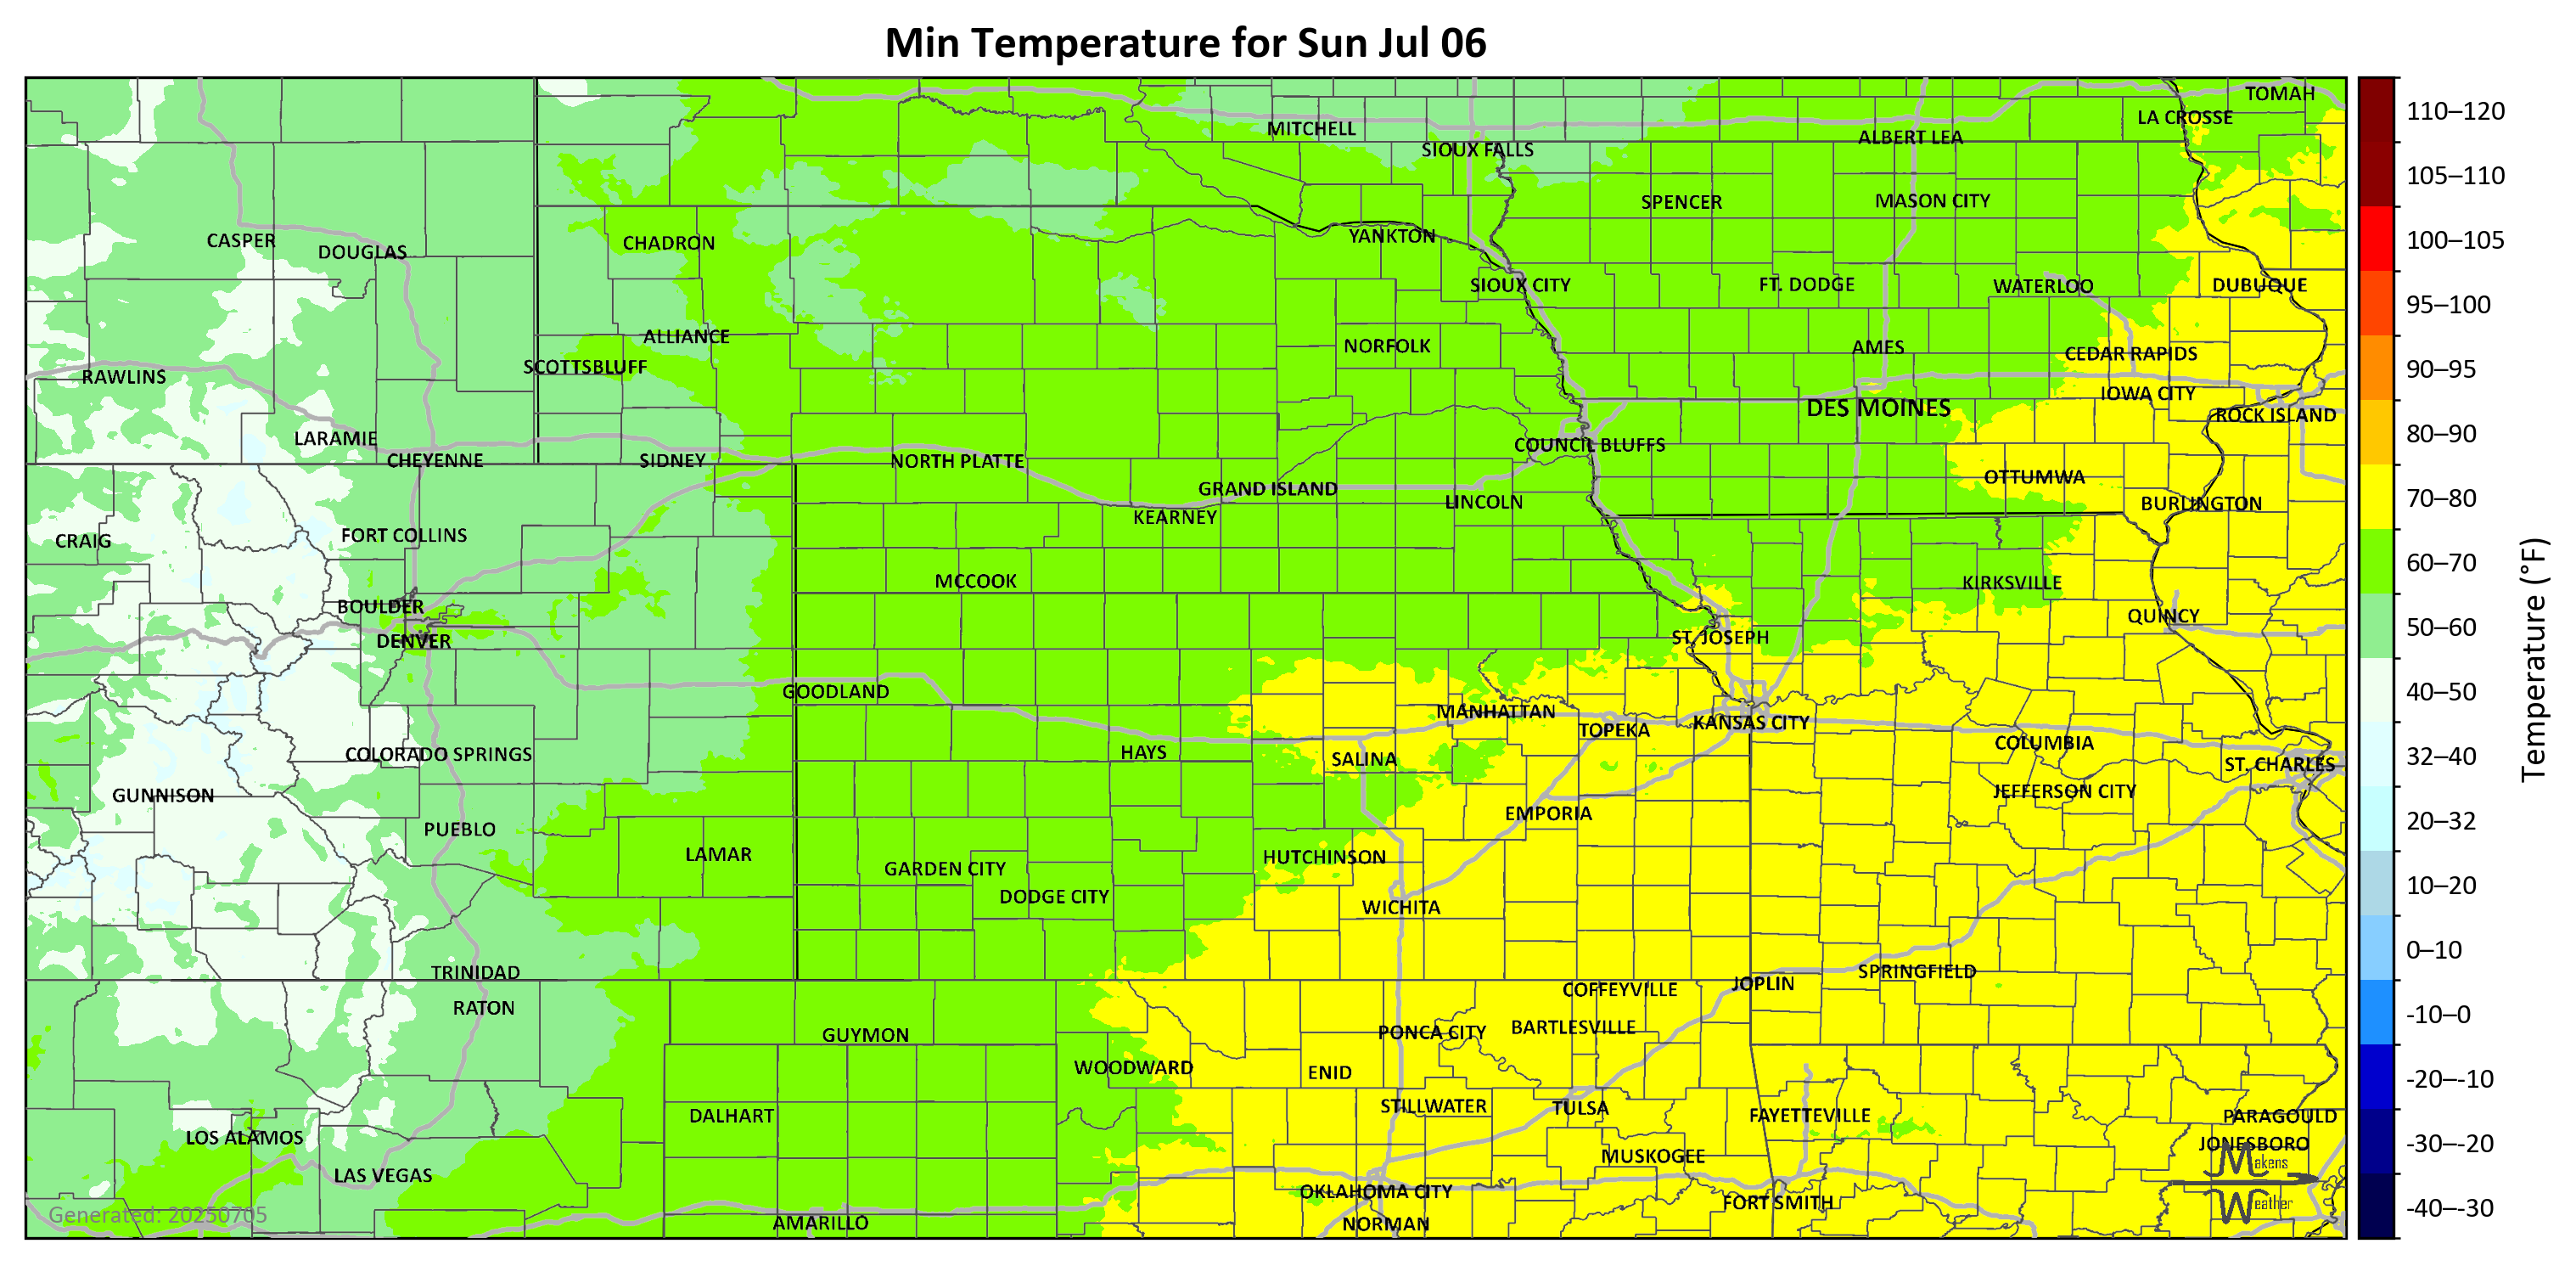 Min Temperature for Sun Jul 06
TOMAH
LA CROSSE
MITCHELL
ALBERT LEA
SIOUX FALLS
SPENCER
MASON CITY
CASPER
DOUGLAS
CHADRON
YANKTON
SIOUX CITY
FT. DODGE
WATERLOO
DUBUQUE
ALLIANCE
NORFOLK
AMES
CEDAR RAPIDS
SCOTTSBLUFF
RAWLINS
IOWA CITY
DES MOINES
ROCK ISLAND
LARAMIE
COUNCIL BLUFFS
CHEYENNE
SIDNEY
NORTH PLATTE
OTTUMWA
GRAND ISLAND
LINCOLN
BURLINGTON
KEARNEY
FORT COLLINS
CRAIG
MCCOOK
KIRKSVILLE
BOULDER
QUINCY
DENVER
ST. JOSEPH
GOODLAND
MANHATTAN
KANSAS CITY
TOPEKA
COLUMBIA
COLORADO SPRINGS
HAYS
SALINA
ST. CHARLES
GUNNISON
JEFFERSON CITY
EMPORIA
PUEBLO
LAMAR
HUTCHINSON
GARDEN CITY
DODGE CITY
WICHITA
TRINIDAD
SPRINGFIELD
JOPLIN
COFFEYVILLE
RATON
BARTLESVILLE
GUYMON
PONCA CITY
WOODWARD
ENID
STILLWATER
TULSA
DALHART
FAYETTEVILLE
PARAGOULD
LOS ALAMOS
JONESBORO
MUSKOGEE
LAS VEGAS
OKLAHOMA CITY
FORT SMITH
AMARILLO
NORMAN
Makens
Weather
Generated: 20250705
110–120
105–110
100–105
95–100
90–95
80–90
70–80
60–70
50–60
40–50
32–40
20–32
10–20
0–10
-10–0
-20–-10
-30–-20
-40–-30
Temperature (°F)